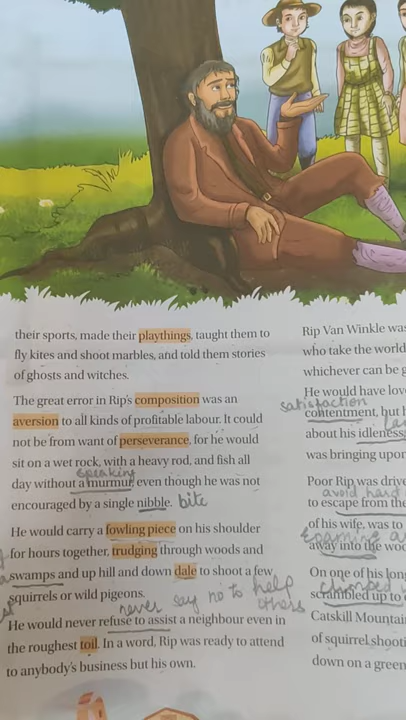 their sports, made their playthings, taught them to
fly kites and shoot marbles, and told them stories
of ghosts and witches.
The great error in Rip's composition was an
aversion to all kinds of profitable labour. It could
not be from want of perseverance, for he would
sit on a wet rock, with a heavy rod, and fish all
speaking
day without a murmur, even though he was not
encouraged by a single nibble. bite
He would carry a fowling piece on his shoulder
for hours together, trudging through woods and
swamps and up hill and down dale to shoot a few
squirrels or wild pigeons.
never say no to help
others
He would never refuse to assist a neighbour even in
the roughest toil. In a word, Rip was ready to attend
to anybody's business but his own.
Rip Van Winkle was
who take the world
whichever can be g
He would have lov
satisfaction
contentment, but h
about his idleness
was bringing upon
Poor Rip was drive
avoid hard
to escape from the
of his wife, was to
away into the woo
On one of his long
scrambled up to
Catskill Mountai
of squirrel shooti
down on a green